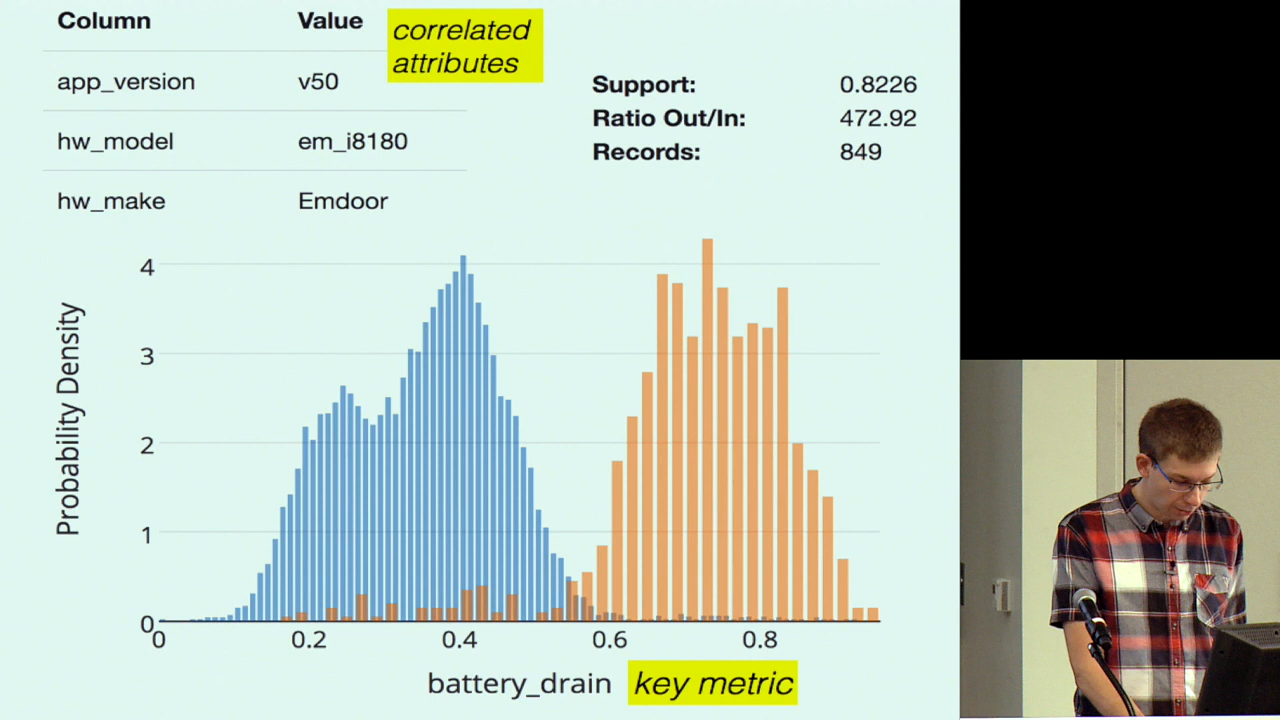 Column Value
correlated
attributes
app_version v50
hw_model em_i8180
hw_make Emdoor
Support: 0.8226
Ratio Out/In: 472.92
Records: 849
Probability Density
4
3
2
1
0
0 0.2 0.4 0.6 0.8
battery_drain key metric